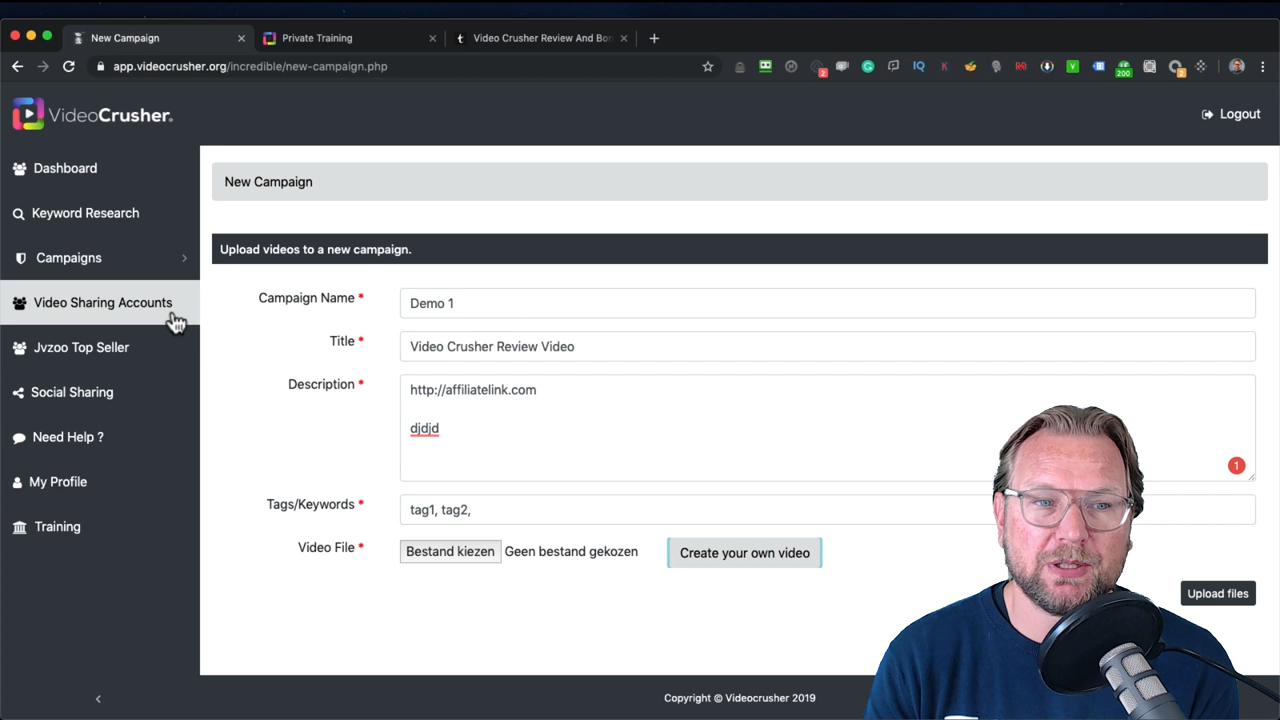 New Campaign
Private Training
Video Crusher Review And Bon
app.videocrusher.org/incredible/new-campaign.php
VideoCrusher.
Logout
Dashboard
Keyword Research
Campaigns
Video Sharing Accounts
Jvzoo Top Seller
Social Sharing
Need Help ?
My Profile
Training
New Campaign
Upload videos to a new campaign.
Campaign Name *
Demo 1
Title *
Video Crusher Review Video
Description *
http://affiliatelink.com
djdjd
1
Tags/Keywords *
tag1, tag2,
Video File *
Bestand kiezen Geen bestand gekozen
Create your own video
Upload files
Copyright © Videocrusher 2019